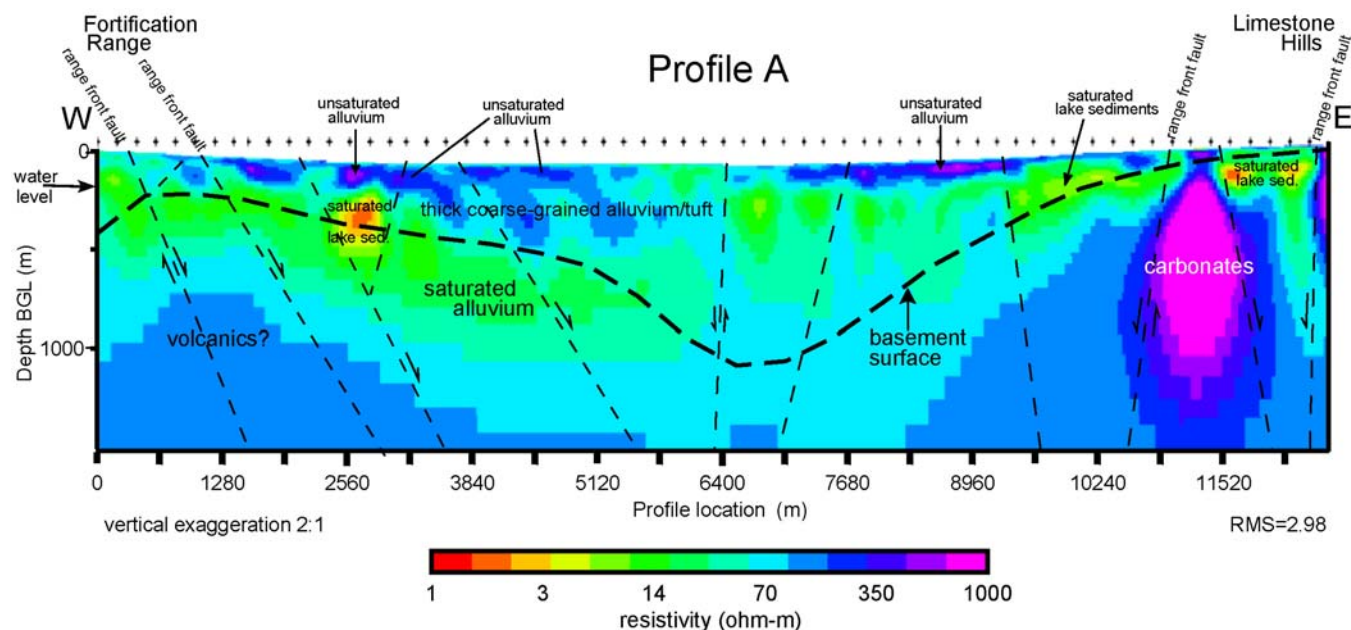 Fortification
Range
Limestone
Hills
Profile A
range front fault
range front fault
range front fault
range front fault
W
E
unsaturated
alluvium
unsaturated
alluvium
unsaturated
alluvium
saturated
lake sediments
0
water
level
saturated
lake sed.
thick coarse-grained alluvium/tuft
saturated
lake sed.
saturated
alluvium
carbonates
volcanics?
basement
surface
Depth BGL (m)
1000
0 1280 2560 3840 5120 6400 7680 8960 10240 11520
Profile location (m)
vertical exaggeration 2:1
RMS=2.98
1 3 14 70 350 1000
resistivity (ohm-m)